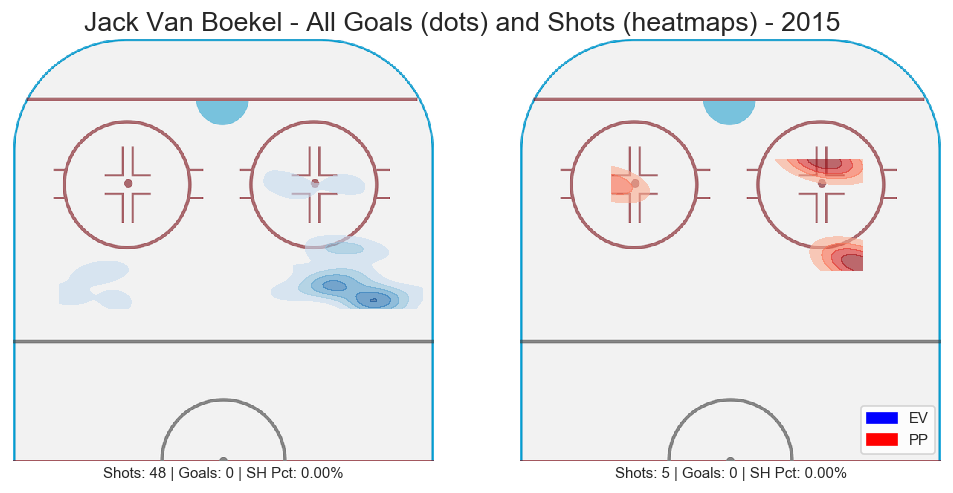 Jack Van Boekel - All Goals (dots) and Shots (heatmaps) - 2015
EV
PP
Shots: 48 | Goals: 0 | SH Pct: 0.00%
Shots: 5 | Goals: 0 | SH Pct: 0.00%